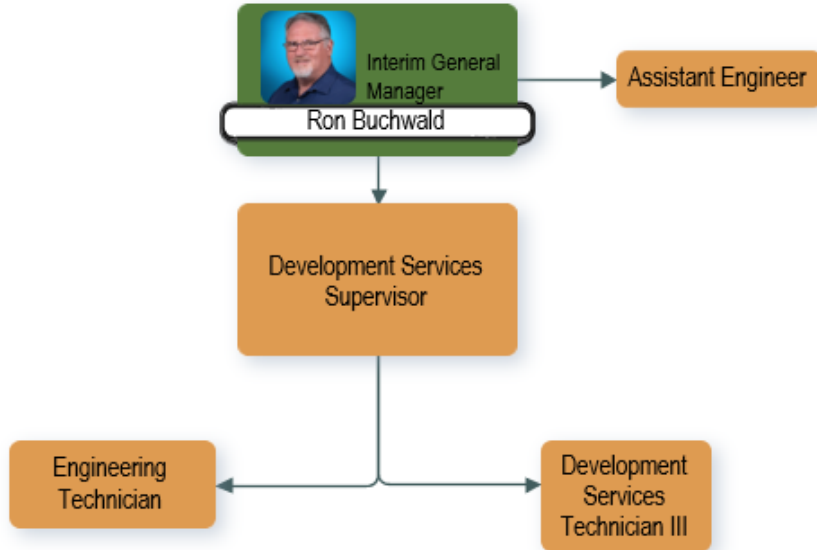 Interim General
Manager
Ron Buchwald
Assistant Engineer
Development Services
Supervisor
Engineering
Technician
Development
Services
Technician III